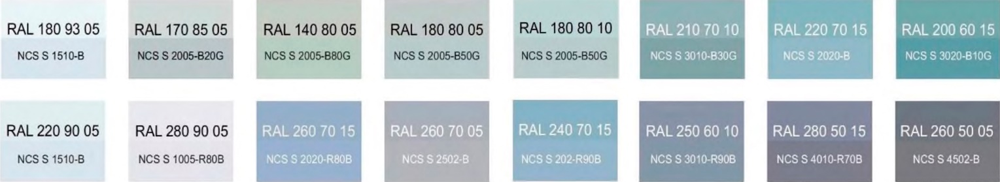 RAL 180 93 05
NCS S 1510-B
RAL 170 85 05
NCS S 2005-B20G
RAL 140 80 05
NCS S 2005-B80G
RAL 180 80 05
NCS S 2005-B50G
RAL 180 80 10
NCS S 2005-B50G
RAL 210 70 10
NCS S 3010-B30G
RAL 220 70 15
NCS S 2020-B
RAL 200 60 15
NCS S 3020-B10G
RAL 220 90 05
NCS S 1510-B
RAL 280 90 05
NCS S 1005-R80B
RAL 260 70 15
NCS S 2020-R80B
RAL 260 70 05
NCS S 2502-B
RAL 240 70 15
NCS S 202-R90B
RAL 250 60 10
NCS S 3010-R90B
RAL 280 50 15
NCS S 4010-R70B
RAL 260 50 05
NCS S 4502-B